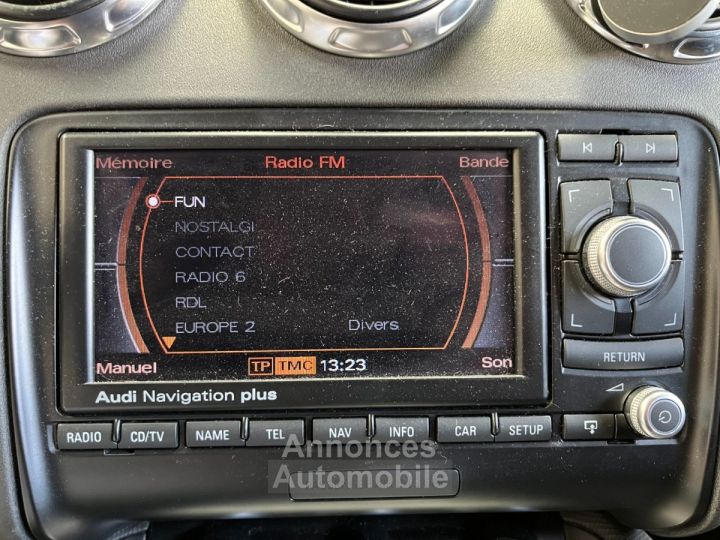 Mémoire Radio FM Bande
FUN
NOSTALGI
CONTACT
RADIO 6
RDL
EUROPE 2 Divers
Manuel TP TMC 13:23 Son
Audi Navigation plus
RETURN
RADIO CD/TV NAME TEL NAV INFO CAR SETUP
Annonces
Automobile